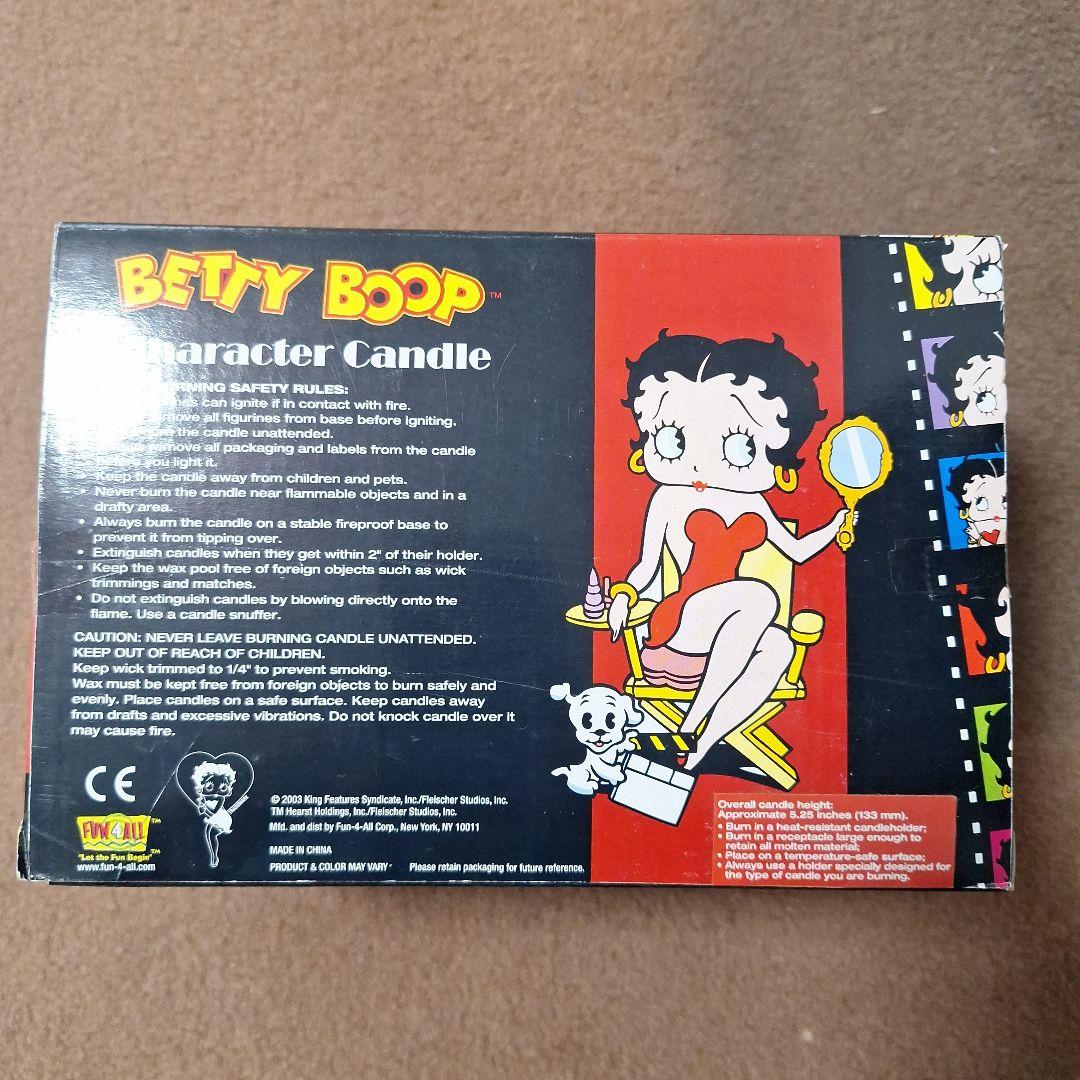 BETTY BOOP™
haracter Candle
RNING SAFETY RULES:
can ignite if in contact with fire.
all figurines from base before igniting.
the candle unattended.
remove all packaging and labels from the candle
you light it.
Keep the candle away from children and pets.
• Never burn the candle near flammable objects and in a
drafty area.
• Always burn the candle on a stable fireproof base to
prevent it from tipping over.
• Extinguish candles when they get within 2" of their holder.
• Keep the wax pool free of foreign objects such as wick
trimmings and matches.
• Do not extinguish candles by blowing directly onto the
flame. Use a candle snuffer.
CAUTION: NEVER LEAVE BURNING CANDLE UNATTENDED.
KEEP OUT OF REACH OF CHILDREN.
Keep wick trimmed to 1/4" to prevent smoking.
Wax must be kept free from foreign objects to burn safely and
evenly. Place candles on a safe surface. Keep candles away
from drafts and excessive vibrations. Do not knock candle over it
may cause fire.
CE
FUN 4 ALL™
"Let the Fun Begin"™
www.fun-4-all.com
© 2003 King Features Syndicate, Inc./Fleischer Studios, Inc.
TM Hearst Holdings, Inc./Fleischer Studios, Inc.
Mfd. and dist by Fun-4-All Corp., New York, NY 10011
MADE IN CHINA
PRODUCT & COLOR MAY VARY · Please retain packaging for future reference.
Overall candle height:
Approximate 5.25 inches (133 mm).
• Burn in a heat-resistant candleholder;
• Burn in a receptacle large enough to
retain all molten material;
• Place on a temperature-safe surface;
• Always use a holder specially designed for
the type of candle you are burning.